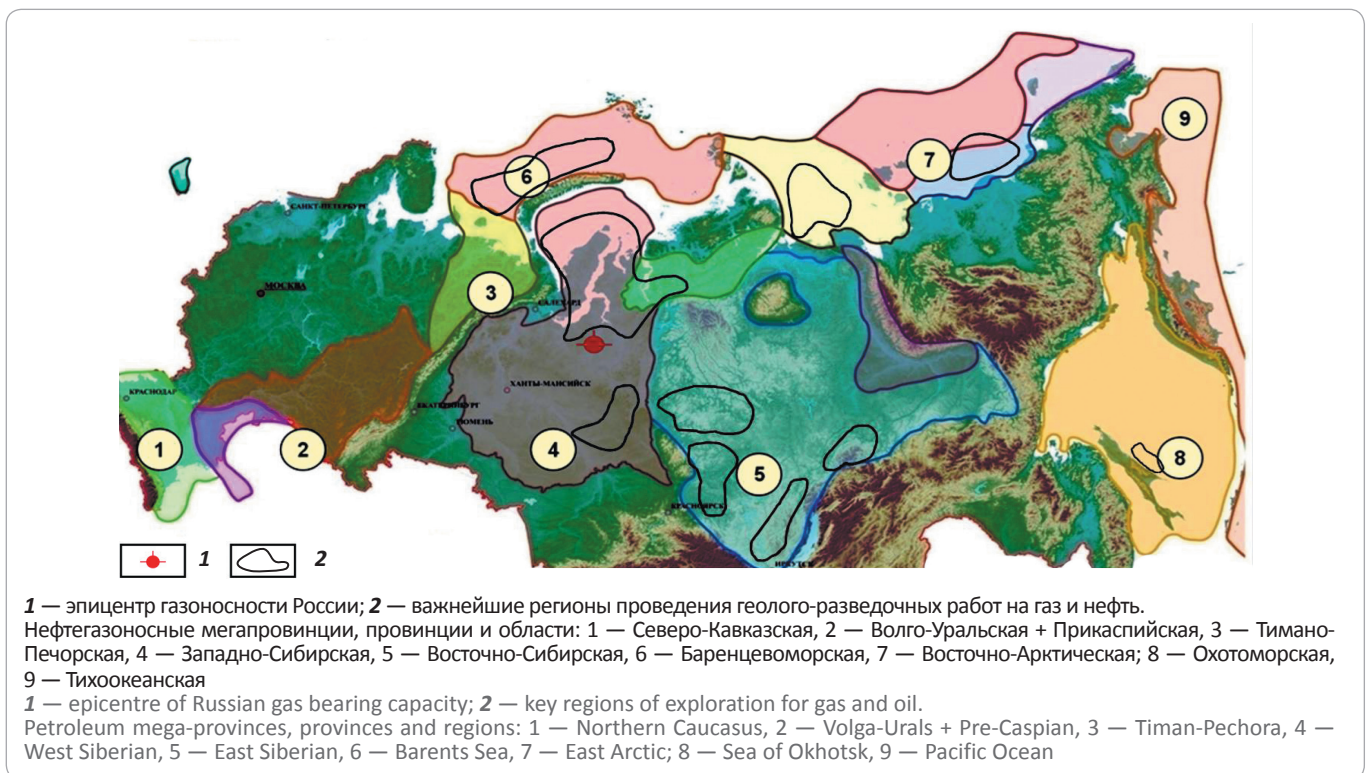 9
7
6
САНКТ-ПЕТЕРБУРГ
МОСКВА
3
САЛЕХАРД
ХАНТЫ-МАНСИЙСК
КРАСНОДАР
ЕКАТЕРИНБУРГ
ТЮМЕНЬ
1
2
4
5
8
КРАСНОЯРСК
ИРКУТСК
1 2
1 — эпицентр газоносности России; 2 — важнейшие регионы проведения геолого-разведочных работ на газ и нефть.
Нефтегазоносные мегапровинции, провинции и области: 1 — Северо-Кавказская, 2 — Волго-Уральская + Прикаспийская, 3 — Тимано-
Печорская, 4 — Западно-Сибирская, 5 — Восточно-Сибирская, 6 — Баренцевоморская, 7 — Восточно-Арктическая; 8 — Охотоморская,
9 — Тихоокеанская
1 — epicentre of Russian gas bearing capacity; 2 — key regions of exploration for gas and oil.
Petroleum mega-provinces, provinces and regions: 1 — Northern Caucasus, 2 — Volga-Urals + Pre-Caspian, 3 — Timan-Pechora, 4 —
West Siberian, 5 — East Siberian, 6 — Barents Sea, 7 — East Arctic; 8 — Sea of Okhotsk, 9 — Pacific Ocean